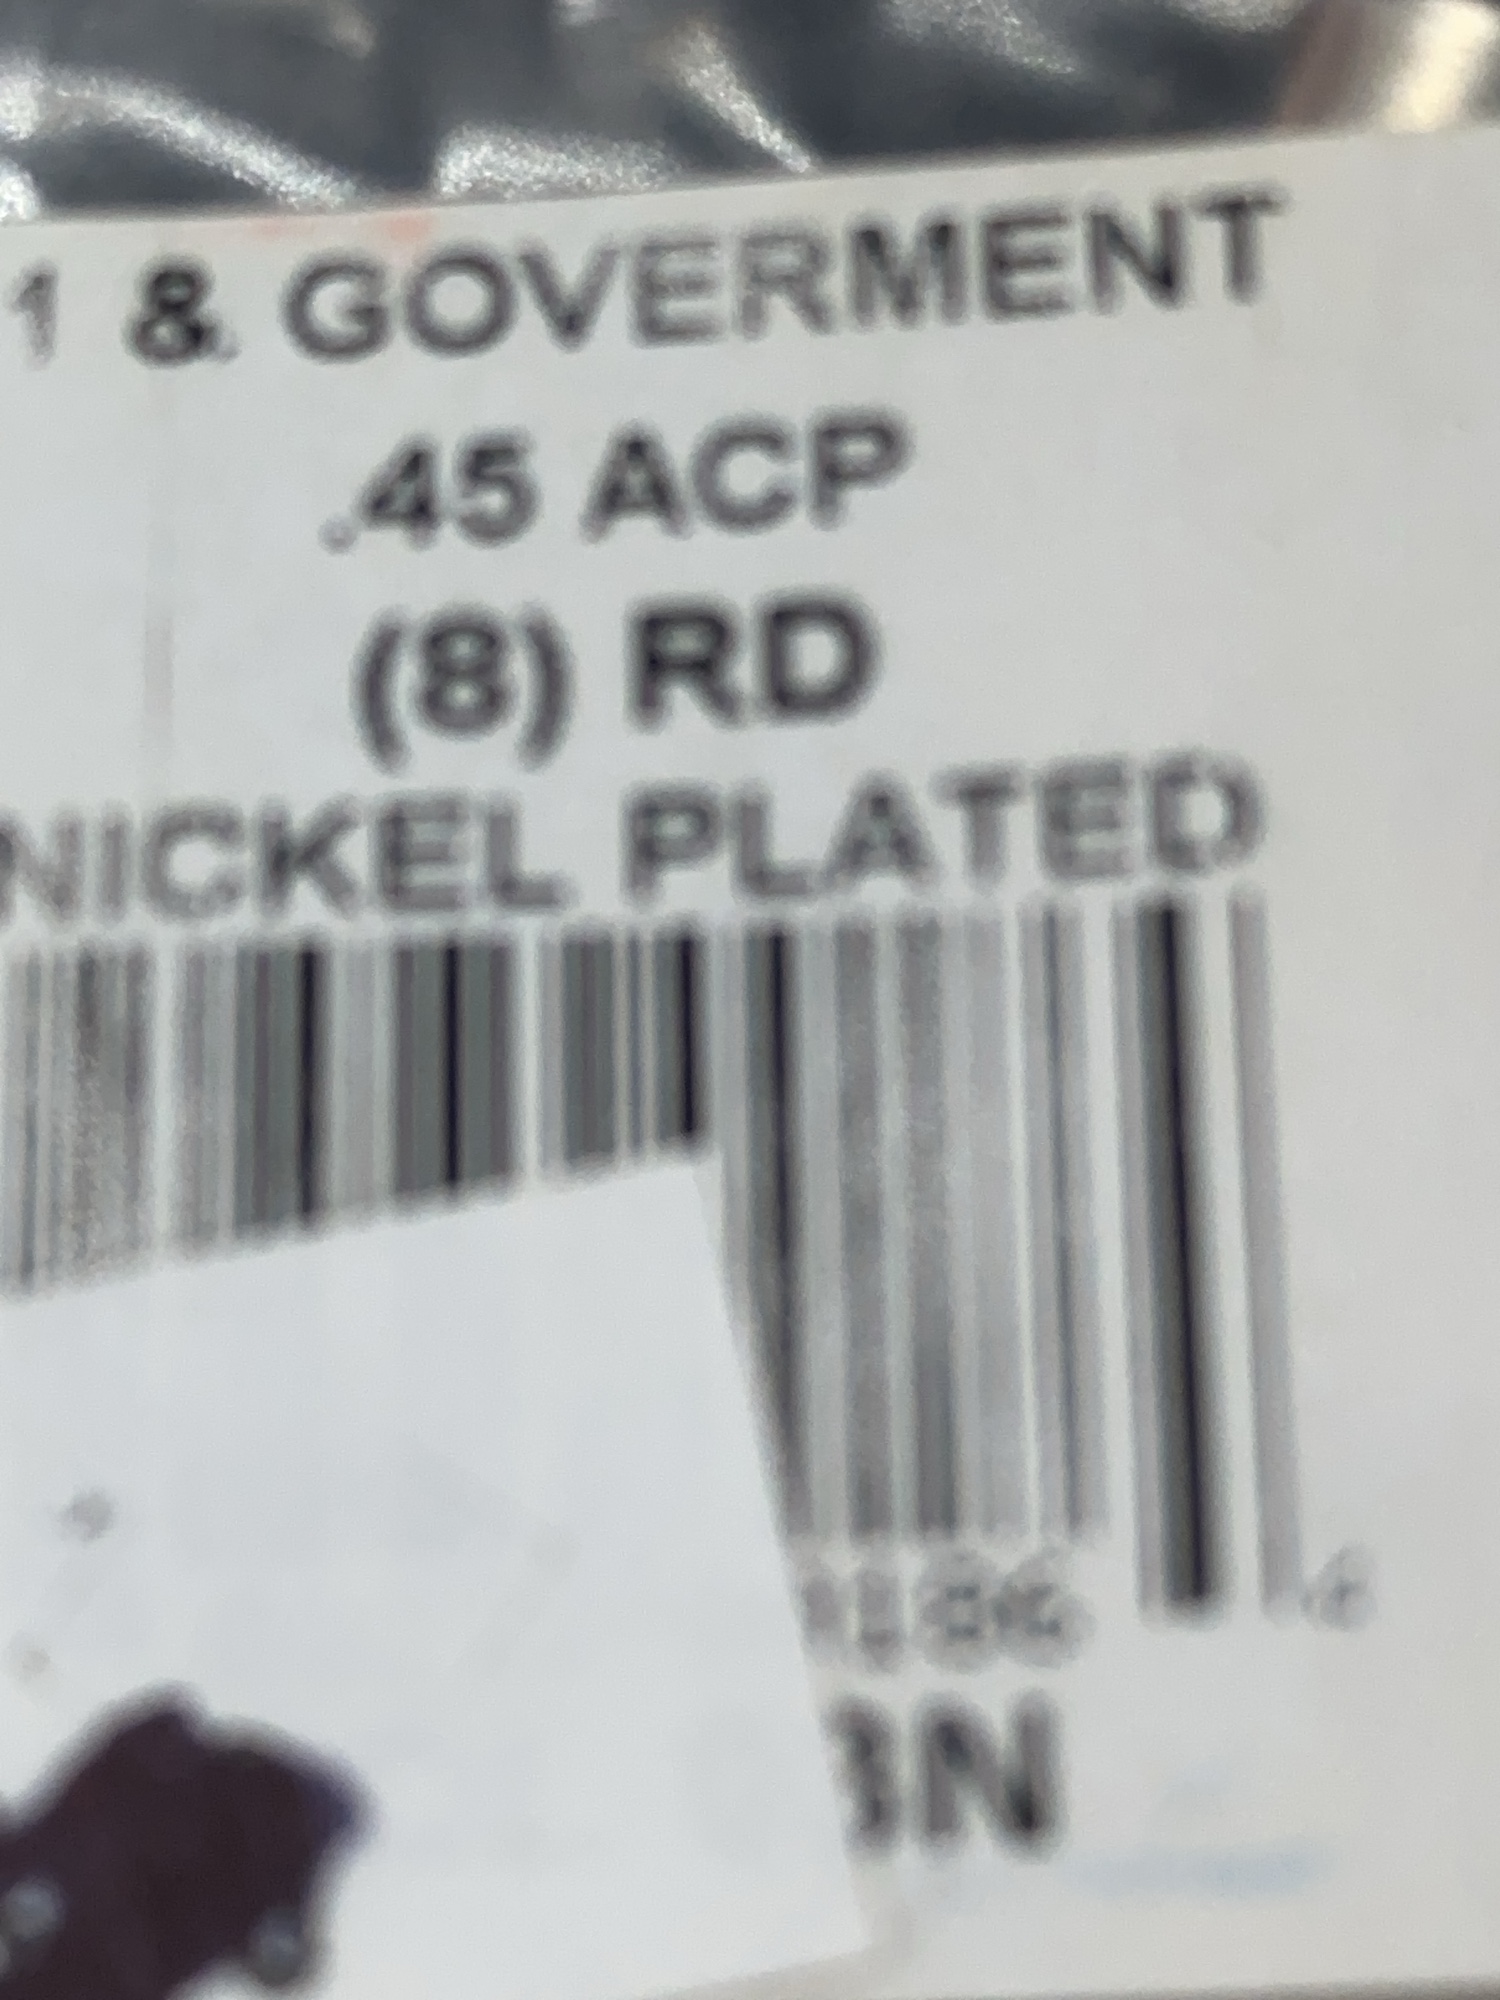 1 & GOVERMENT
.45 ACP
(8) RD
NICKEL PLATED